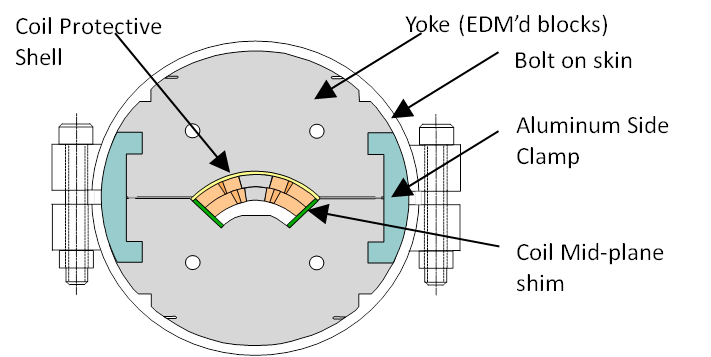 Coil Protective
Shell
Yoke (EDM'd blocks)
Bolt on skin
Aluminum Side
Clamp
Coil Mid-plane
shim